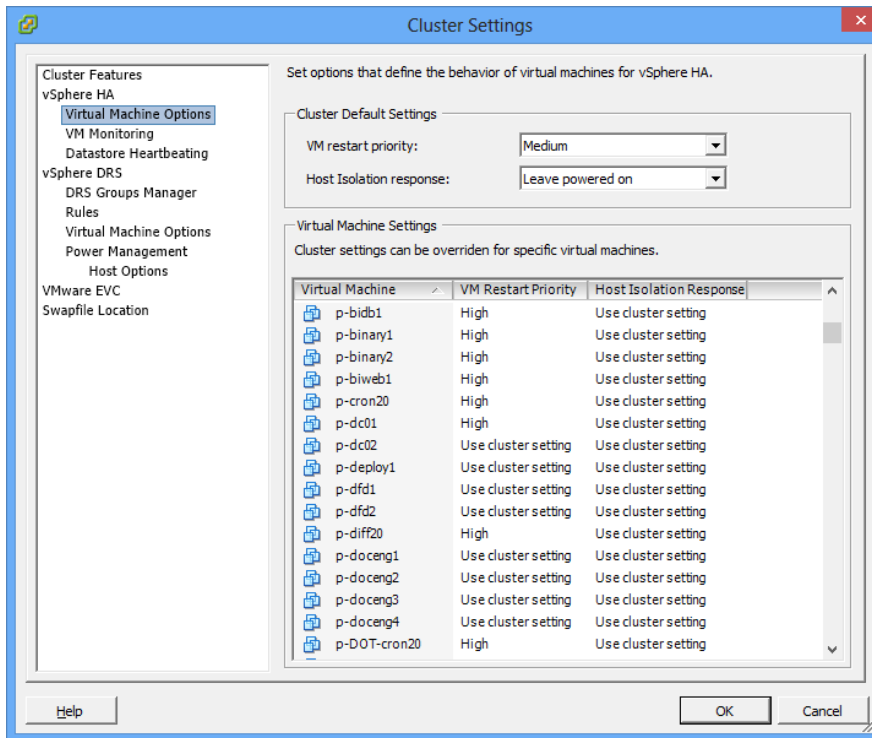 Cluster Settings
Cluster Features
vSphere HA
Virtual Machine Options
VM Monitoring
Datastore Heartbeating
vSphere DRS
DRS Groups Manager
Rules
Virtual Machine Options
Power Management
Host Options
VMware EVC
Swapfile Location
Set options that define the behavior of virtual machines for vSphere HA.
Cluster Default Settings
VM restart priority: Medium
Host Isolation response: Leave powered on
Virtual Machine Settings
Cluster settings can be overriden for specific virtual machines.
Virtual Machine VM Restart Priority Host Isolation Response
p-bidb1 High Use cluster setting
p-binary1 High Use cluster setting
p-binary2 High Use cluster setting
p-biweb1 High Use cluster setting
p-cron20 High Use cluster setting
p-dc01 High Use cluster setting
p-dc02 Use cluster setting Use cluster setting
p-deploy1 Use cluster setting Use cluster setting
p-dfd1 Use cluster setting Use cluster setting
p-dfd2 Use cluster setting Use cluster setting
p-diff20 High Use cluster setting
p-doceng1 Use cluster setting Use cluster setting
p-doceng2 Use cluster setting Use cluster setting
p-doceng3 Use cluster setting Use cluster setting
p-doceng4 Use cluster setting Use cluster setting
p-DOT-cron20 High Use cluster setting
Help OK Cancel